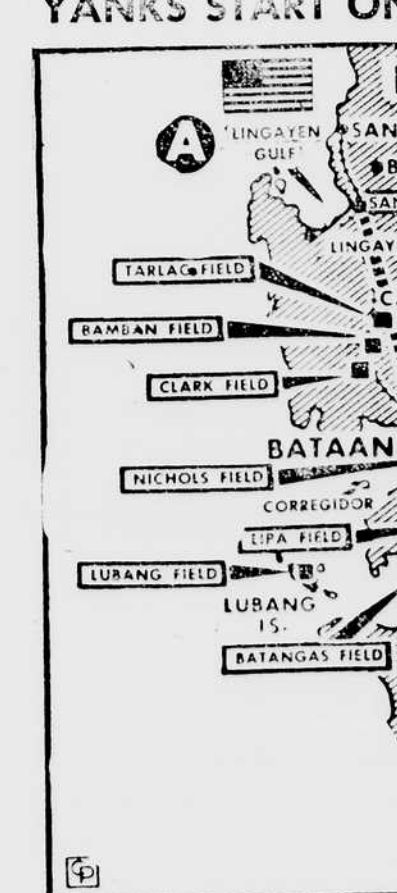 YANKS START ON
A
'LINGAYEN
GULF'
SAN
B
SAN
LINGAY
TARLAC FIELD
C
BAMBAN FIELD
CLARK FIELD
BATAAN
NICHOLS FIELD
CORREGIDOR
LIPA FIELD
LUBANG FIELD
LUBANG
IS.
BATANGAS FIELD
CP